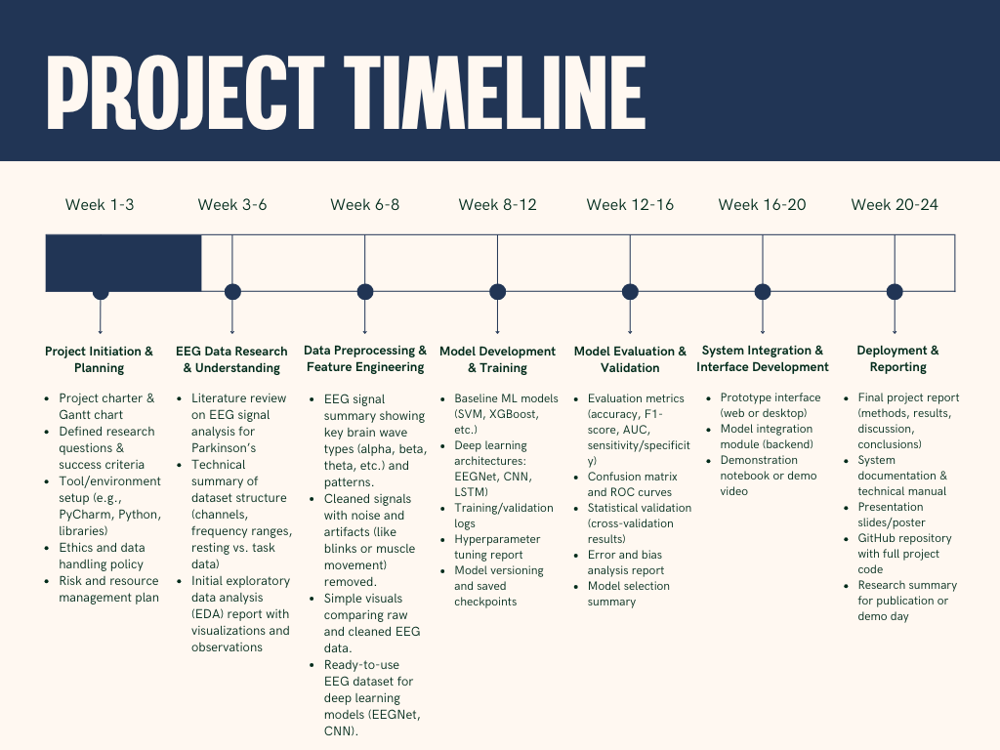 PROJECT TIMELINE
Week 1-3
Week 3-6
Week 6-8
Week 8-12
Week 12-16
Week 16-20
Week 20-24
Project Initiation &
Planning
• Project charter &
Gantt chart
• Defined research
questions &
success criteria
• Tool/environment
setup (e.g.,
PyCharm, Python,
libraries)
• Ethics and data
handling policy
• Risk and resource
management plan
EEG Data Research
& Understanding
• Literature review
on EEG signal
analysis for
Parkinson’s
• Technical
summary of
dataset structure
(channels,
frequency ranges,
resting vs. task
data)
• Initial exploratory
data analysis
(EDA) report with
visualizations and
observations
Data Preprocessing &
Feature Engineering
• EEG signal
summary showing
key brain wave
types (alpha, beta,
theta, etc.) and
patterns.
• Cleaned signals
with noise and
artifacts (like
blinks or muscle
movement)
removed.
• Simple visuals
comparing raw
and cleaned EEG
data.
• Ready-to-use
EEG dataset for
deep learning
models (EEGNet,
CNN).
Model Development
& Training
• Baseline ML models
(SVM, XGBoost,
etc.)
• Deep learning
architectures:
EEGNet, CNN,
LSTM)
• Training/validation
logs
• Hyperparameter
tuning report
• Model versioning
and saved
checkpoints
Model Evaluation &
Validation
• Evaluation metrics
(accuracy, F1-
score, AUC,
sensitivity/specificit
y)
• Confusion matrix
and ROC curves
• Statistical validation
(cross-validation
results)
• Error and bias
analysis report
• Model selection
summary
System Integration &
Interface Development
• Prototype interface
(web or desktop)
• Model integration
module (backend)
• Demonstration
notebook or demo
video
Deployment &
Reporting
• Final project report
(methods, results,
discussion,
conclusions)
• System
documentation &
technical manual
• Presentation
slides/poster
• GitHub repository
with full project
code
• Research summary
for publication or
demo day